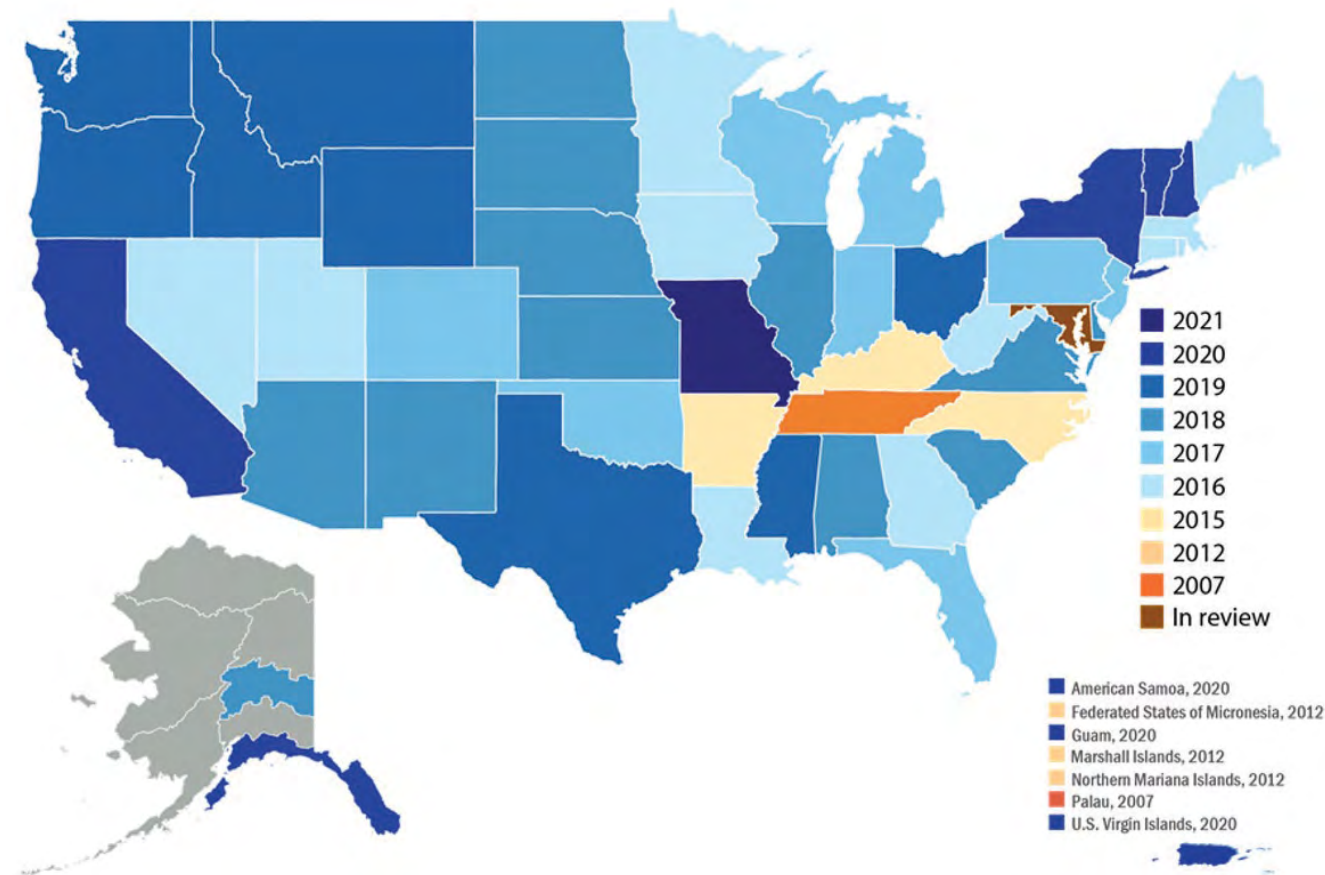 2021
2020
2019
2018
2017
2016
2015
2012
2007
In review
American Samoa, 2020
Federated States of Micronesia, 2012
Guam, 2020
Marshall Islands, 2012
Northern Mariana Islands, 2012
Palau, 2007
U.S. Virgin Islands, 2020